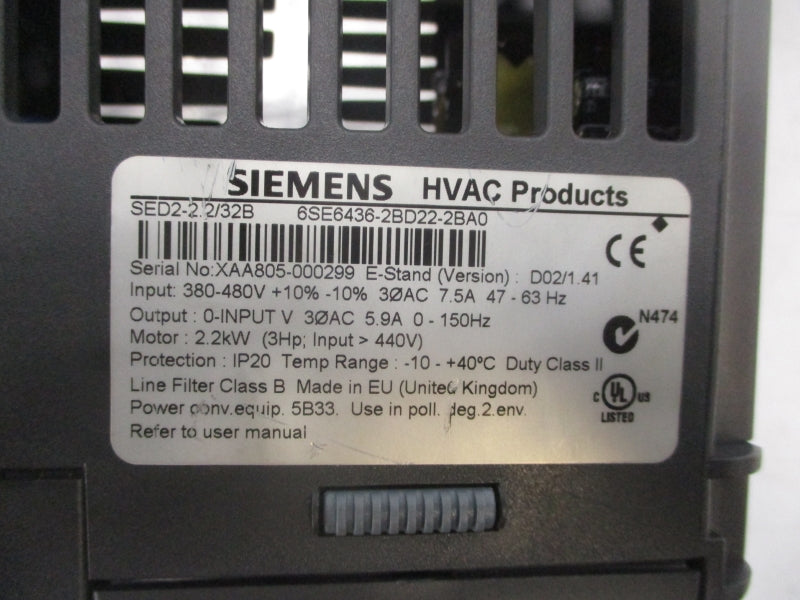 SIEMENS HVAC Products
SED2-2.2/32B 6SE6436-2BD22-2BA0
CE
Serial No:XAA805-000299 E-Stand (Version) : D02/1.41
Input: 380-480V +10% -10% 3ØAC 7.5A 47 - 63 Hz
Output : 0-INPUT V 3ØAC 5.9A 0 - 150Hz
N474
Motor : 2.2kW (3Hp; Input > 440V)
Protection : IP20 Temp Range : -10 - +40ºC Duty Class II
Line Filter Class B Made in EU (United Kingdom)
C UL US
LISTED
Power conv.equip. 5B33. Use in poll. deg.2.env.
Refer to user manual